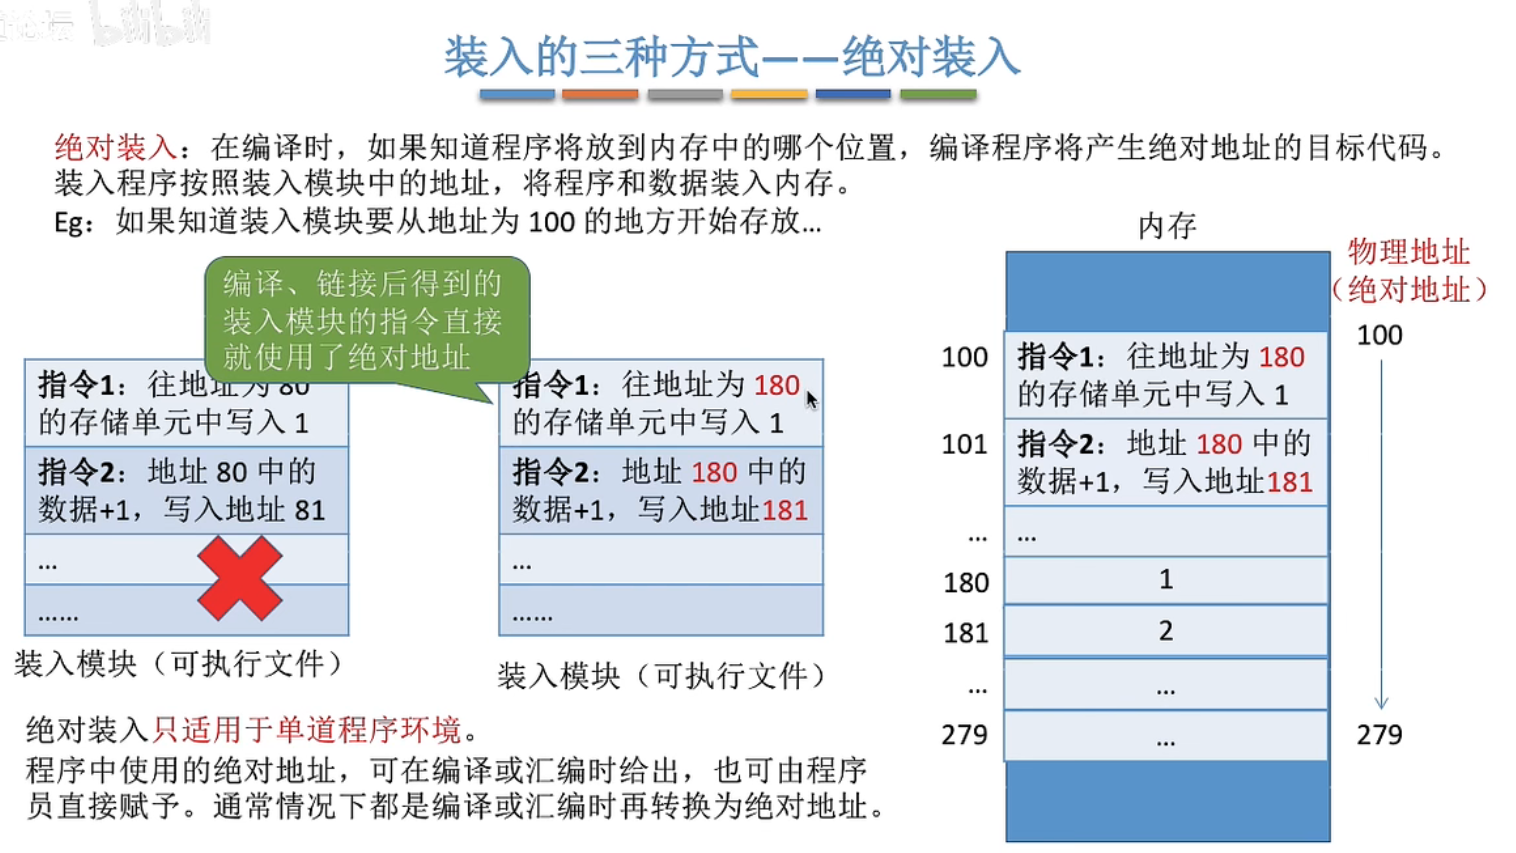 bilibili
装入的三种方式——绝对装入
绝对装入：在编译时，如果知道程序将放到内存中的哪个位置，编译程序将产生绝对地址的目标代码。
装入程序按照装入模块中的地址，将程序和数据装入内存。
Eg：如果知道装入模块要从地址为 100 的地方开始存放...
编译、链接后得到的
装入模块的指令直接
就使用了绝对地址
指令1：往地址为 80
的存储单元中写入 1
指令2：地址 80 中的
数据+1，写入地址 81
...
......
装入模块（可执行文件）
指令1：往地址为 180
的存储单元中写入 1
指令2：地址 180 中的
数据+1，写入地址181
...
......
装入模块（可执行文件）
内存
物理地址
（绝对地址）
100
100
指令1：往地址为 180
的存储单元中写入 1
101
指令2：地址 180 中的
数据+1，写入地址181
...
...
180
1
181
2
...
...
279
...
279
绝对装入只适用于单道程序环境。
程序中使用的绝对地址，可在编译或汇编时给出，也可由程序
员直接赋予。通常情况下都是编译或汇编时再转换为绝对地址。